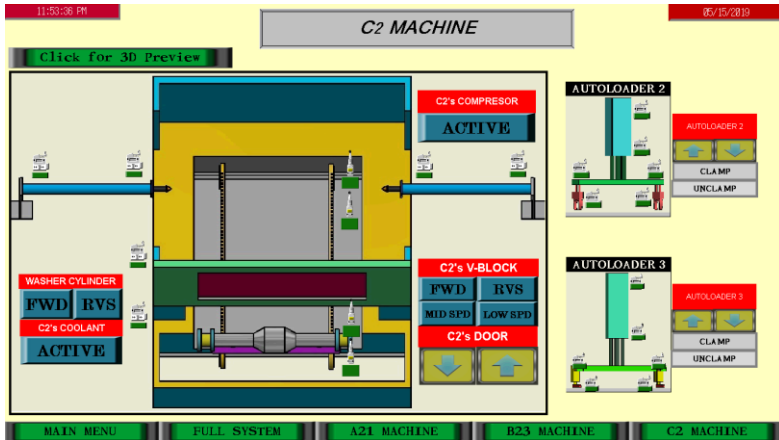 11:53:36 PM
C2 MACHINE
05/15/2019
Click for 3D Preview
C2's COMPRESOR
ACTIVE
WASHER CYLINDER
FWD RVS
C2's COOLANT
ACTIVE
C2's V-BLOCK
FWD RVS
MID SPD LOW SPD
C2's DOOR
AUTOLOADER 2
AUTOLOADER 2
CLAMP
UNCLAMP
AUTOLOADER 3
AUTOLOADER 3
CLAMP
UNCLAMP
MAIN MENU FULL SYSTEM A21 MACHINE B23 MACHINE C2 MACHINE